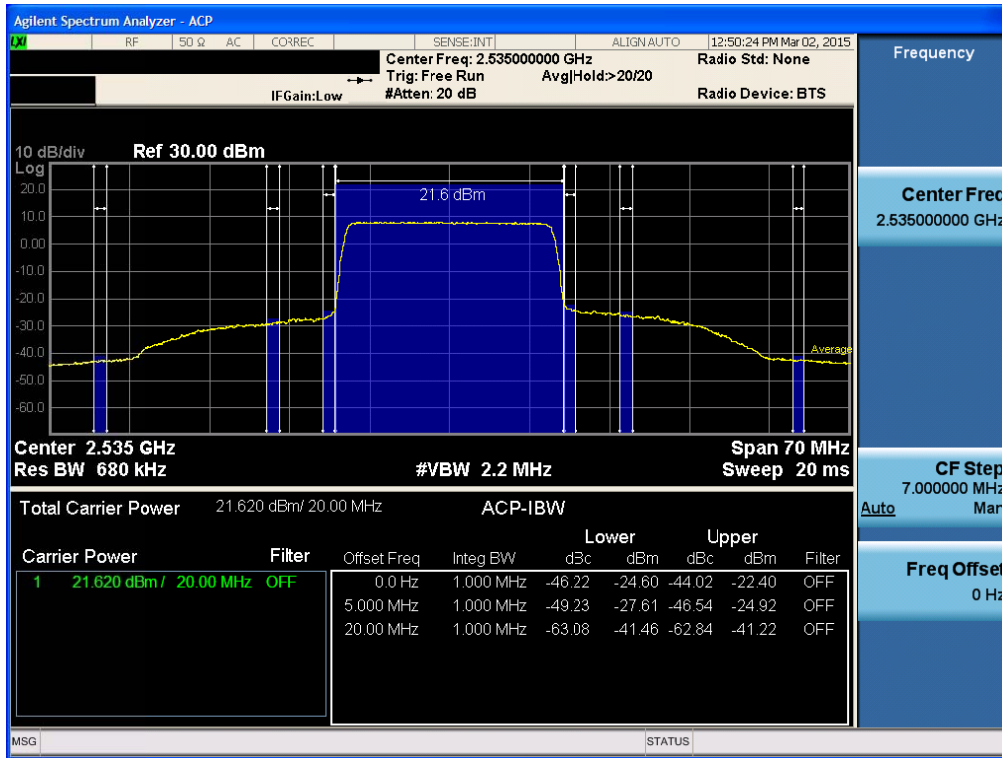 Agilent Spectrum Analyzer - ACP
LXI RF 50 Ω AC CORREC SENSE:INT ALIGN AUTO 12:50:24 PM Mar 02, 2015
Center Freq: 2.535000000 GHz Radio Std: None
Trig: Free Run Avg|Hold:>20/20
IFGain:Low #Atten: 20 dB Radio Device: BTS
10 dB/div Ref 30.00 dBm
Log
20.0
21.6 dBm
10.0
0.00
-10.0
-20.0
-30.0
-40.0
Average
-50.0
-60.0
Center 2.535 GHz Span 70 MHz
Res BW 680 kHz #VBW 2.2 MHz Sweep 20 ms
Total Carrier Power 21.620 dBm/ 20.00 MHz ACP-IBW
Lower Upper
Carrier Power Filter Offset Freq Integ BW dBc dBm dBc dBm Filter
1 21.620 dBm / 20.00 MHz OFF 0.0 Hz 1.000 MHz -46.22 -24.60 -44.02 -22.40 OFF
5.000 MHz 1.000 MHz -49.23 -27.61 -46.54 -24.92 OFF
20.00 MHz 1.000 MHz -63.08 -41.46 -62.84 -41.22 OFF
MSG STATUS
Frequency
Center Freq
2.535000000 GHz
CF Step
7.000000 MHz
Auto Man
Freq Offset
0 Hz